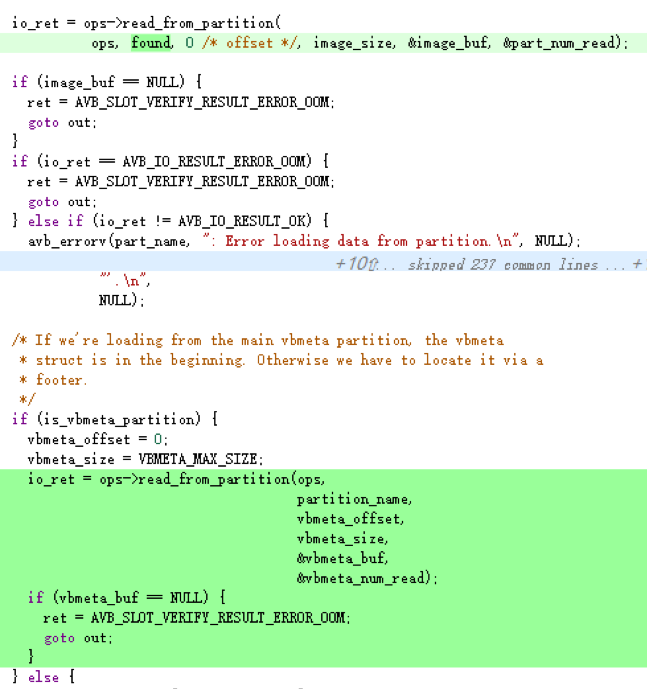 io_ret = ops->read_from_partition(
ops, found, 0 /* offset */, image_size, &image_buf, &part_num_read);
if (image_buf == NULL) {
ret = AVB_SLOT_VERIFY_RESULT_ERROR_OOM;
goto out;
}
if (io_ret == AVB_IO_RESULT_ERROR_OOM) {
ret = AVB_SLOT_VERIFY_RESULT_ERROR_OOM;
goto out;
} else if (io_ret != AVB_IO_RESULT_OK) {
avb_errorv(part_name, ": Error loading data from partition.\n", NULL);
... skipped 237 common lines ... +
"'.\n",
NULL);
/* If we're loading from the main vbmeta partition, the vbmeta
* struct is in the beginning. Otherwise we have to locate it via a
* footer.
*/
if (is_vbmeta_partition) {
vbmeta_offset = 0;
vbmeta_size = VBMETA_MAX_SIZE;
io_ret = ops->read_from_partition(ops,
partition_name,
vbmeta_offset,
vbmeta_size,
&vbmeta_buf,
&vbmeta_num_read);
if (vbmeta_buf == NULL) {
ret = AVB_SLOT_VERIFY_RESULT_ERROR_OOM;
goto out;
}
} else {